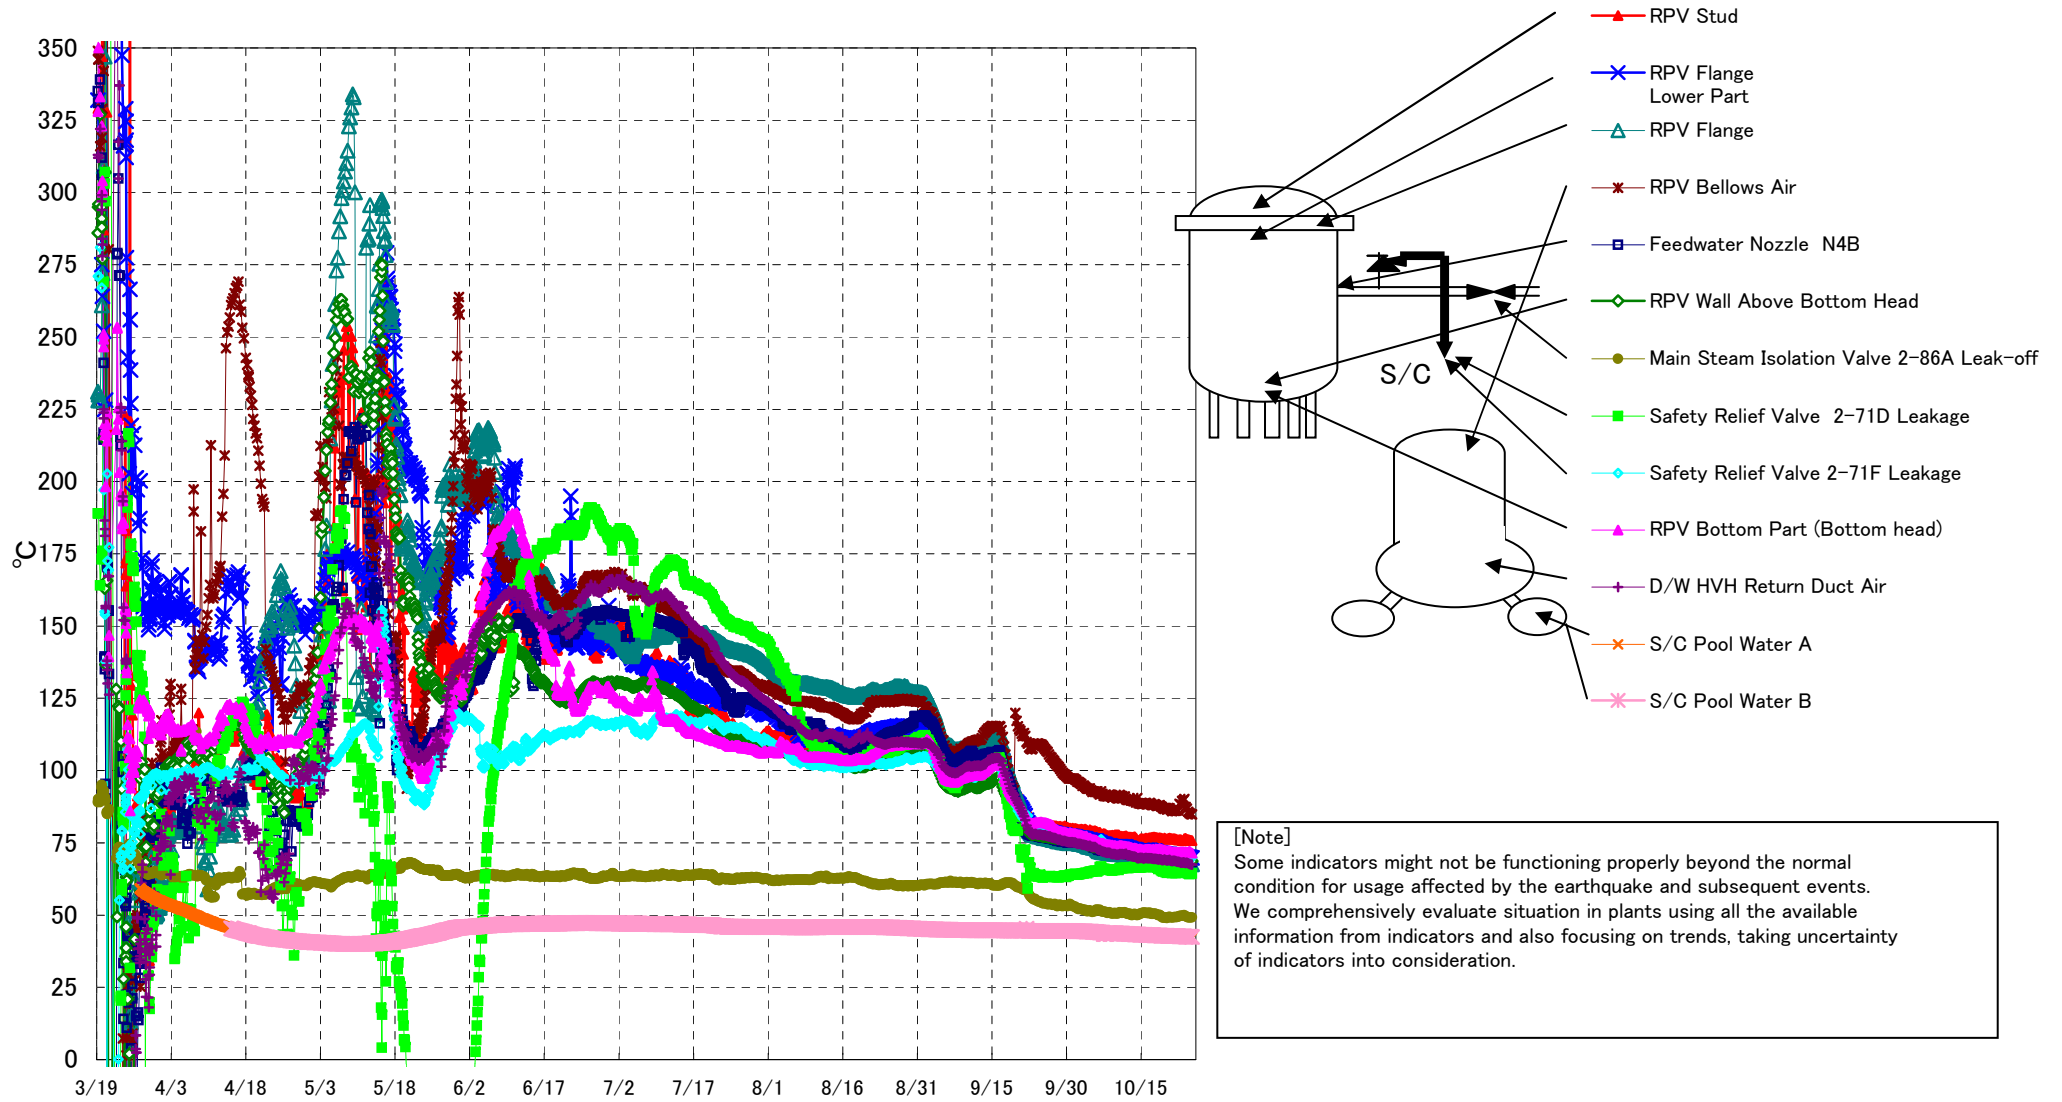 350
325
300
275
250
225
200
175
150
125
100
75
50
25
0
℃
3/19 4/3 4/18 5/3 5/18 6/2 6/17 7/2 7/17 8/1 8/16 8/31 9/15 9/30 10/15
RPV Stud
RPV Flange
Lower Part
RPV Flange
RPV Bellows Air
Feedwater Nozzle N4B
RPV Wall Above Bottom Head
Main Steam Isolation Valve 2-86A Leak-off
Safety Relief Valve 2-71D Leakage
Safety Relief Valve 2-71F Leakage
RPV Bottom Part (Bottom head)
D/W HVH Return Duct Air
S/C Pool Water A
S/C Pool Water B
S/C
[Note]
Some indicators might not be functioning properly beyond the normal
condition for usage affected by the earthquake and subsequent events.
We comprehensively evaluate situation in plants using all the available
information from indicators and also focusing on trends, taking uncertainty
of indicators into consideration.